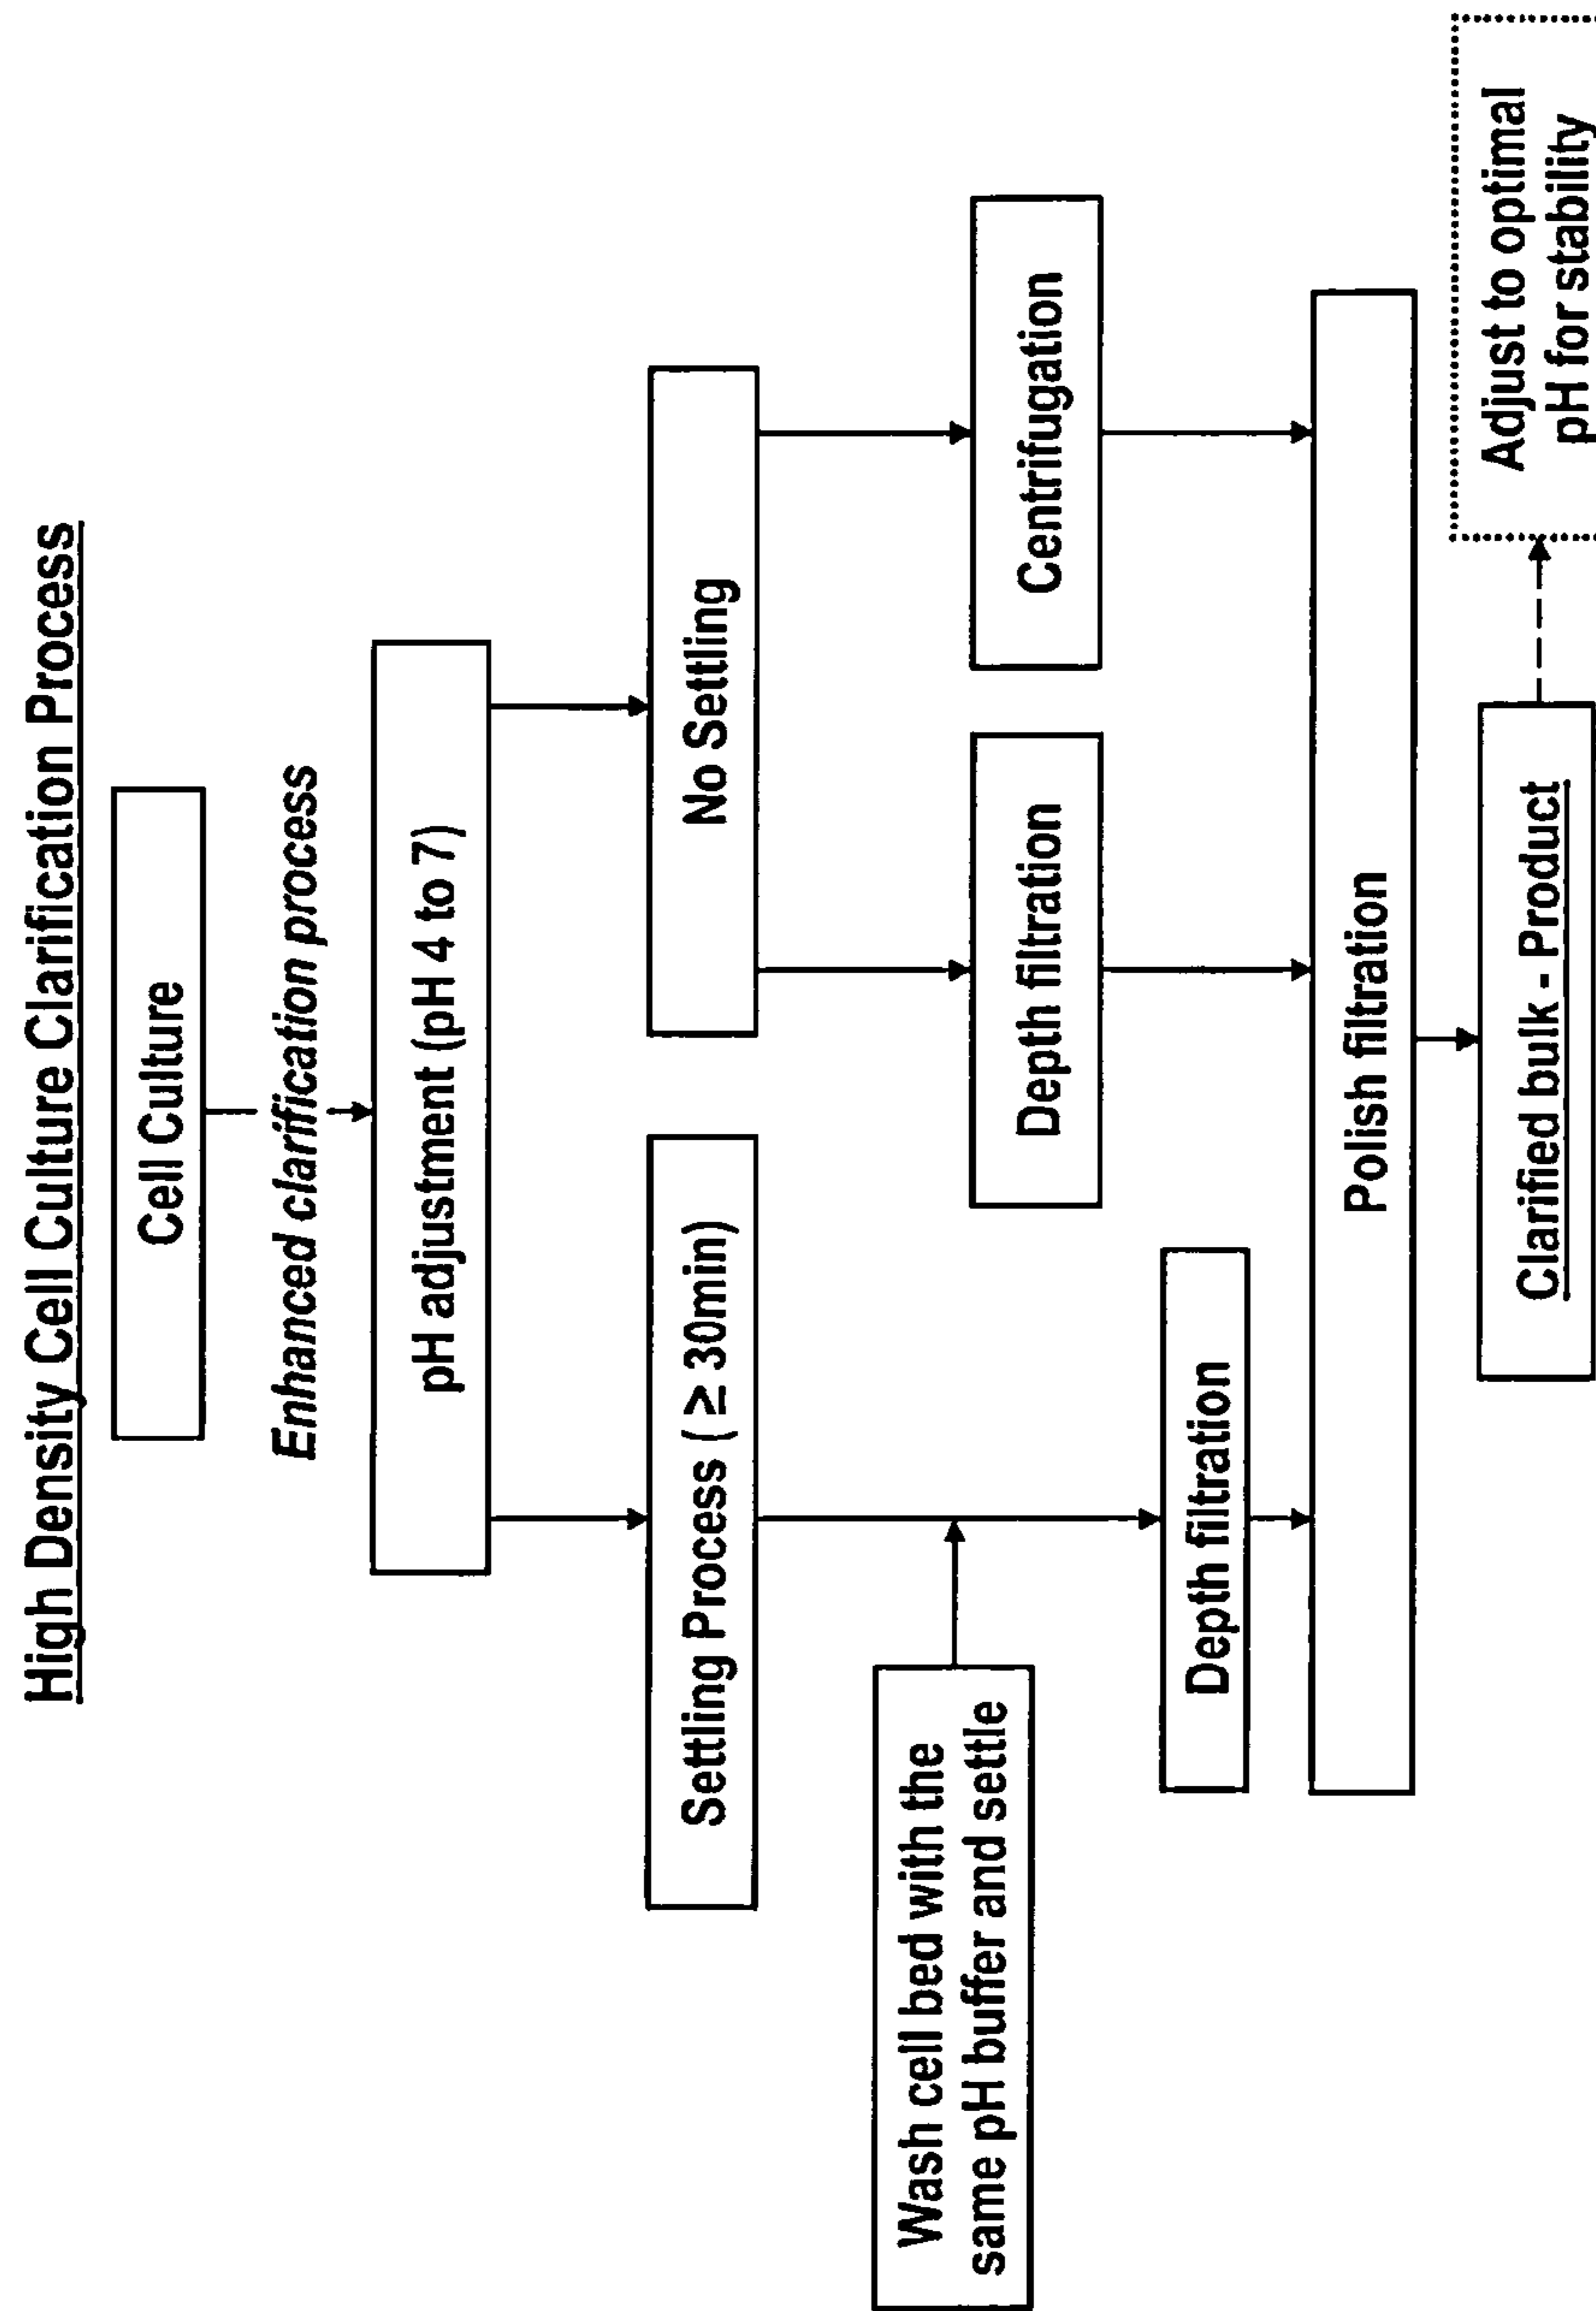 High Density Cell Culture Clarification Process
Cell Culture
Enhanced clarification process
pH adjustment (pH 4 to 7)
Settling Process ( ≥ 30min)
No Settling
Wash cell bed with the
same pH buffer and settle
Depth filtration
Centrifugation
Depth filtration
Polish filtration
Clarified bulk - Product
Adjust to optimal
pH for stability